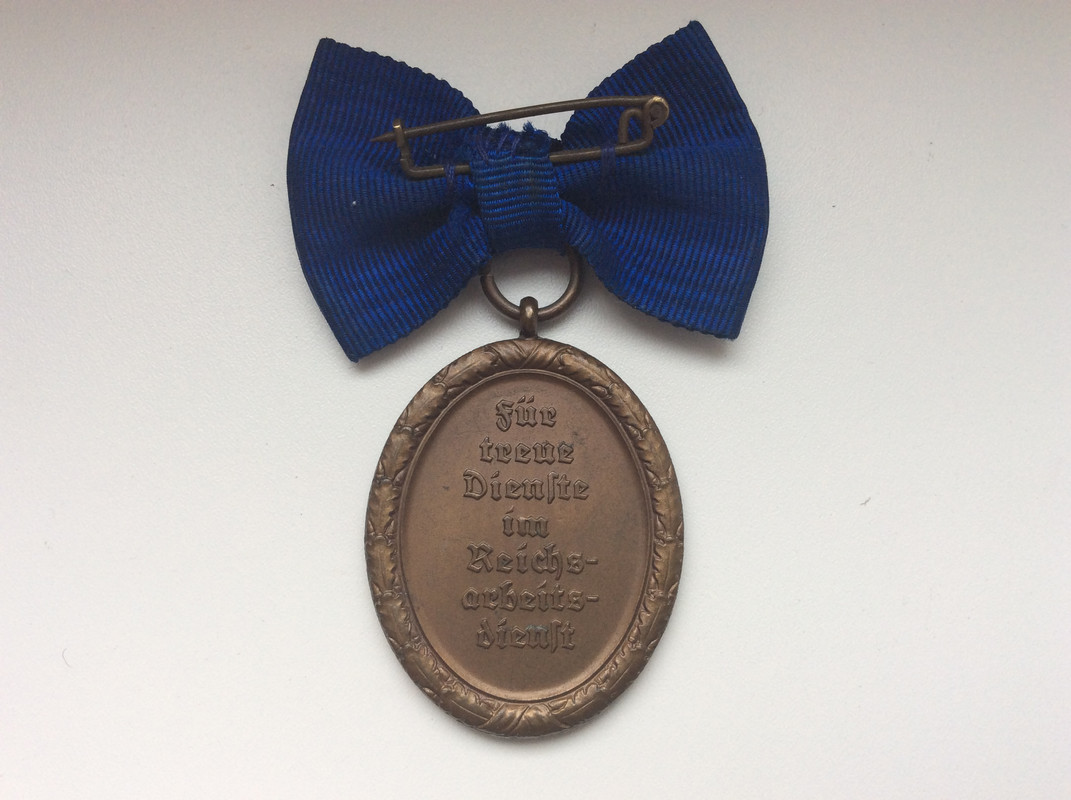 Für
treue
Dienſte
im
Reichs-
arbeits-
dienſt